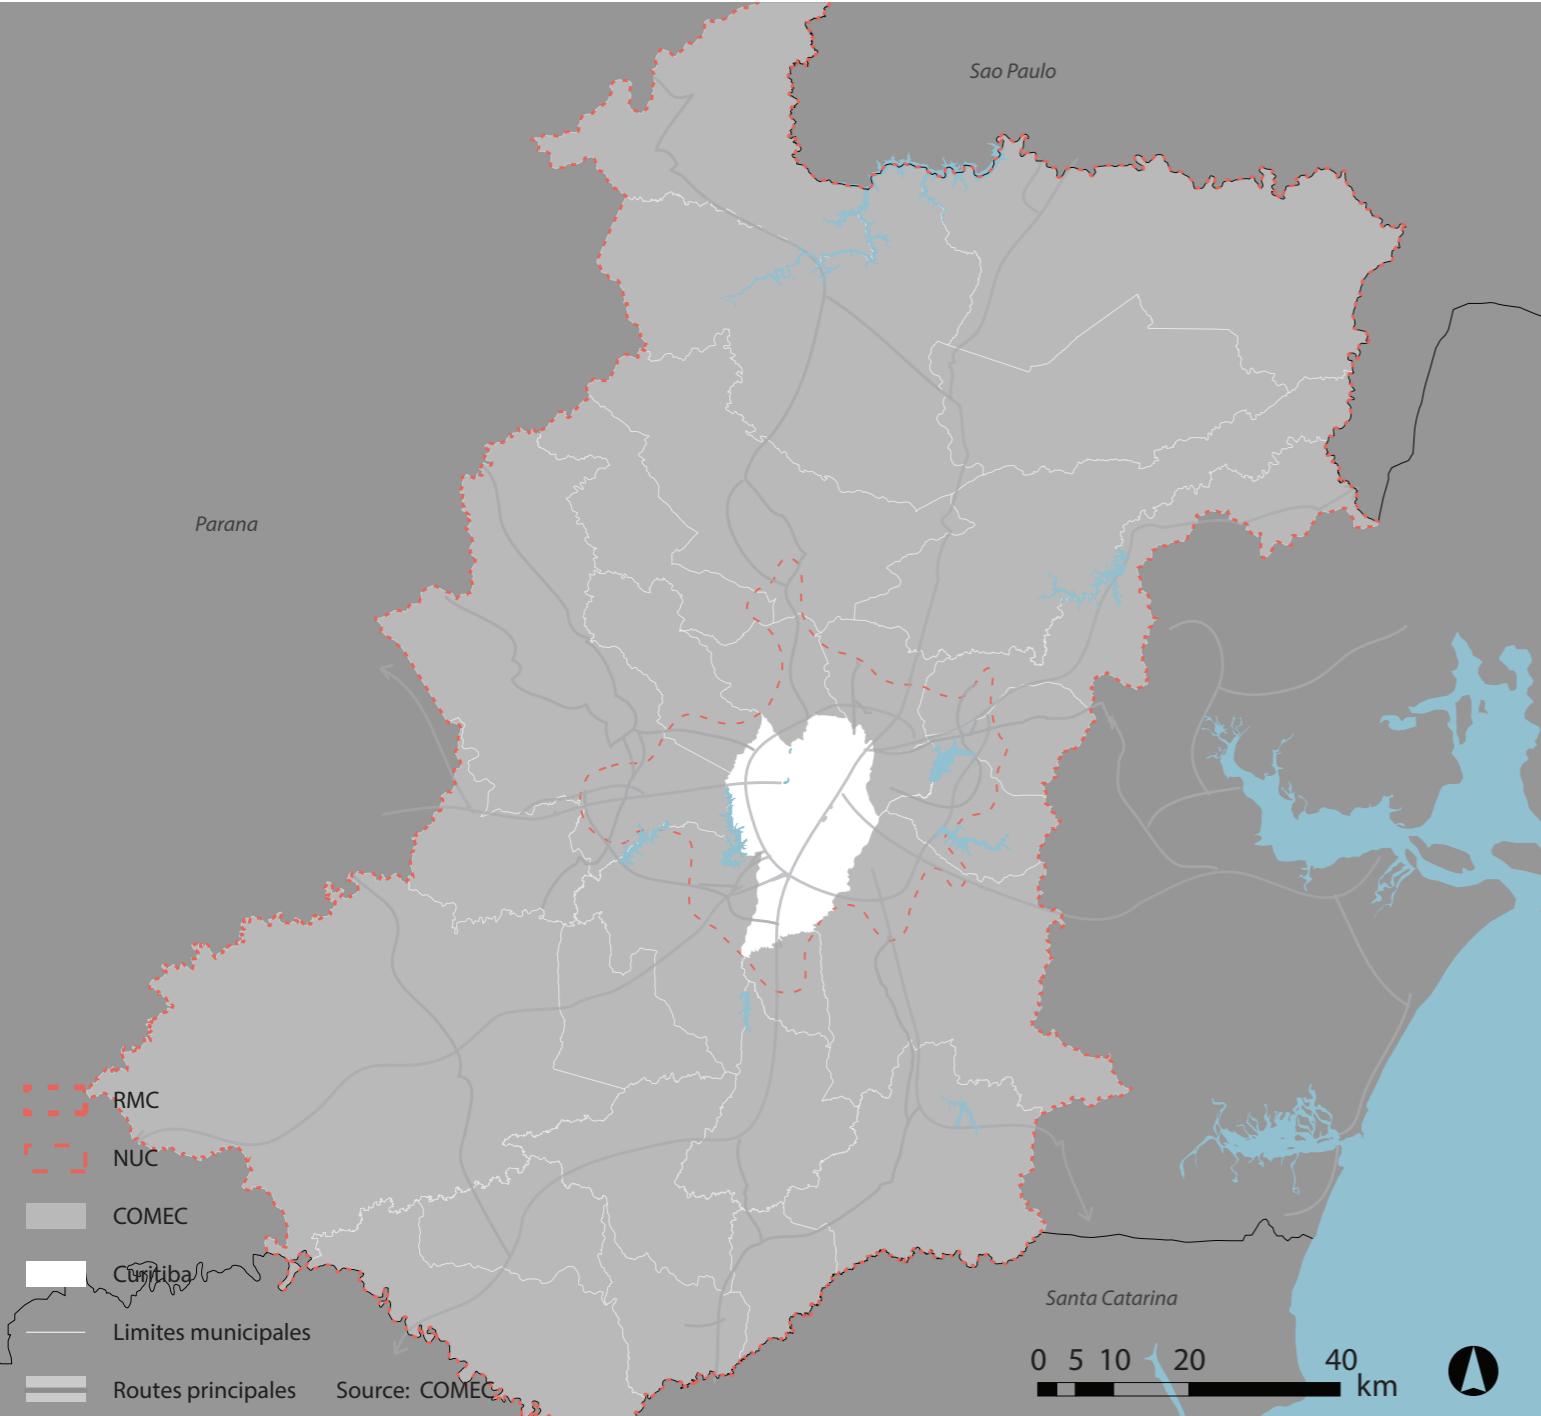 Sao Paulo
Parana
RMC
NUC
COMEC
Curitiba
Limites municipales
Routes principales Source: COMEC
Santa Catarina
0 5 10 20 40
km